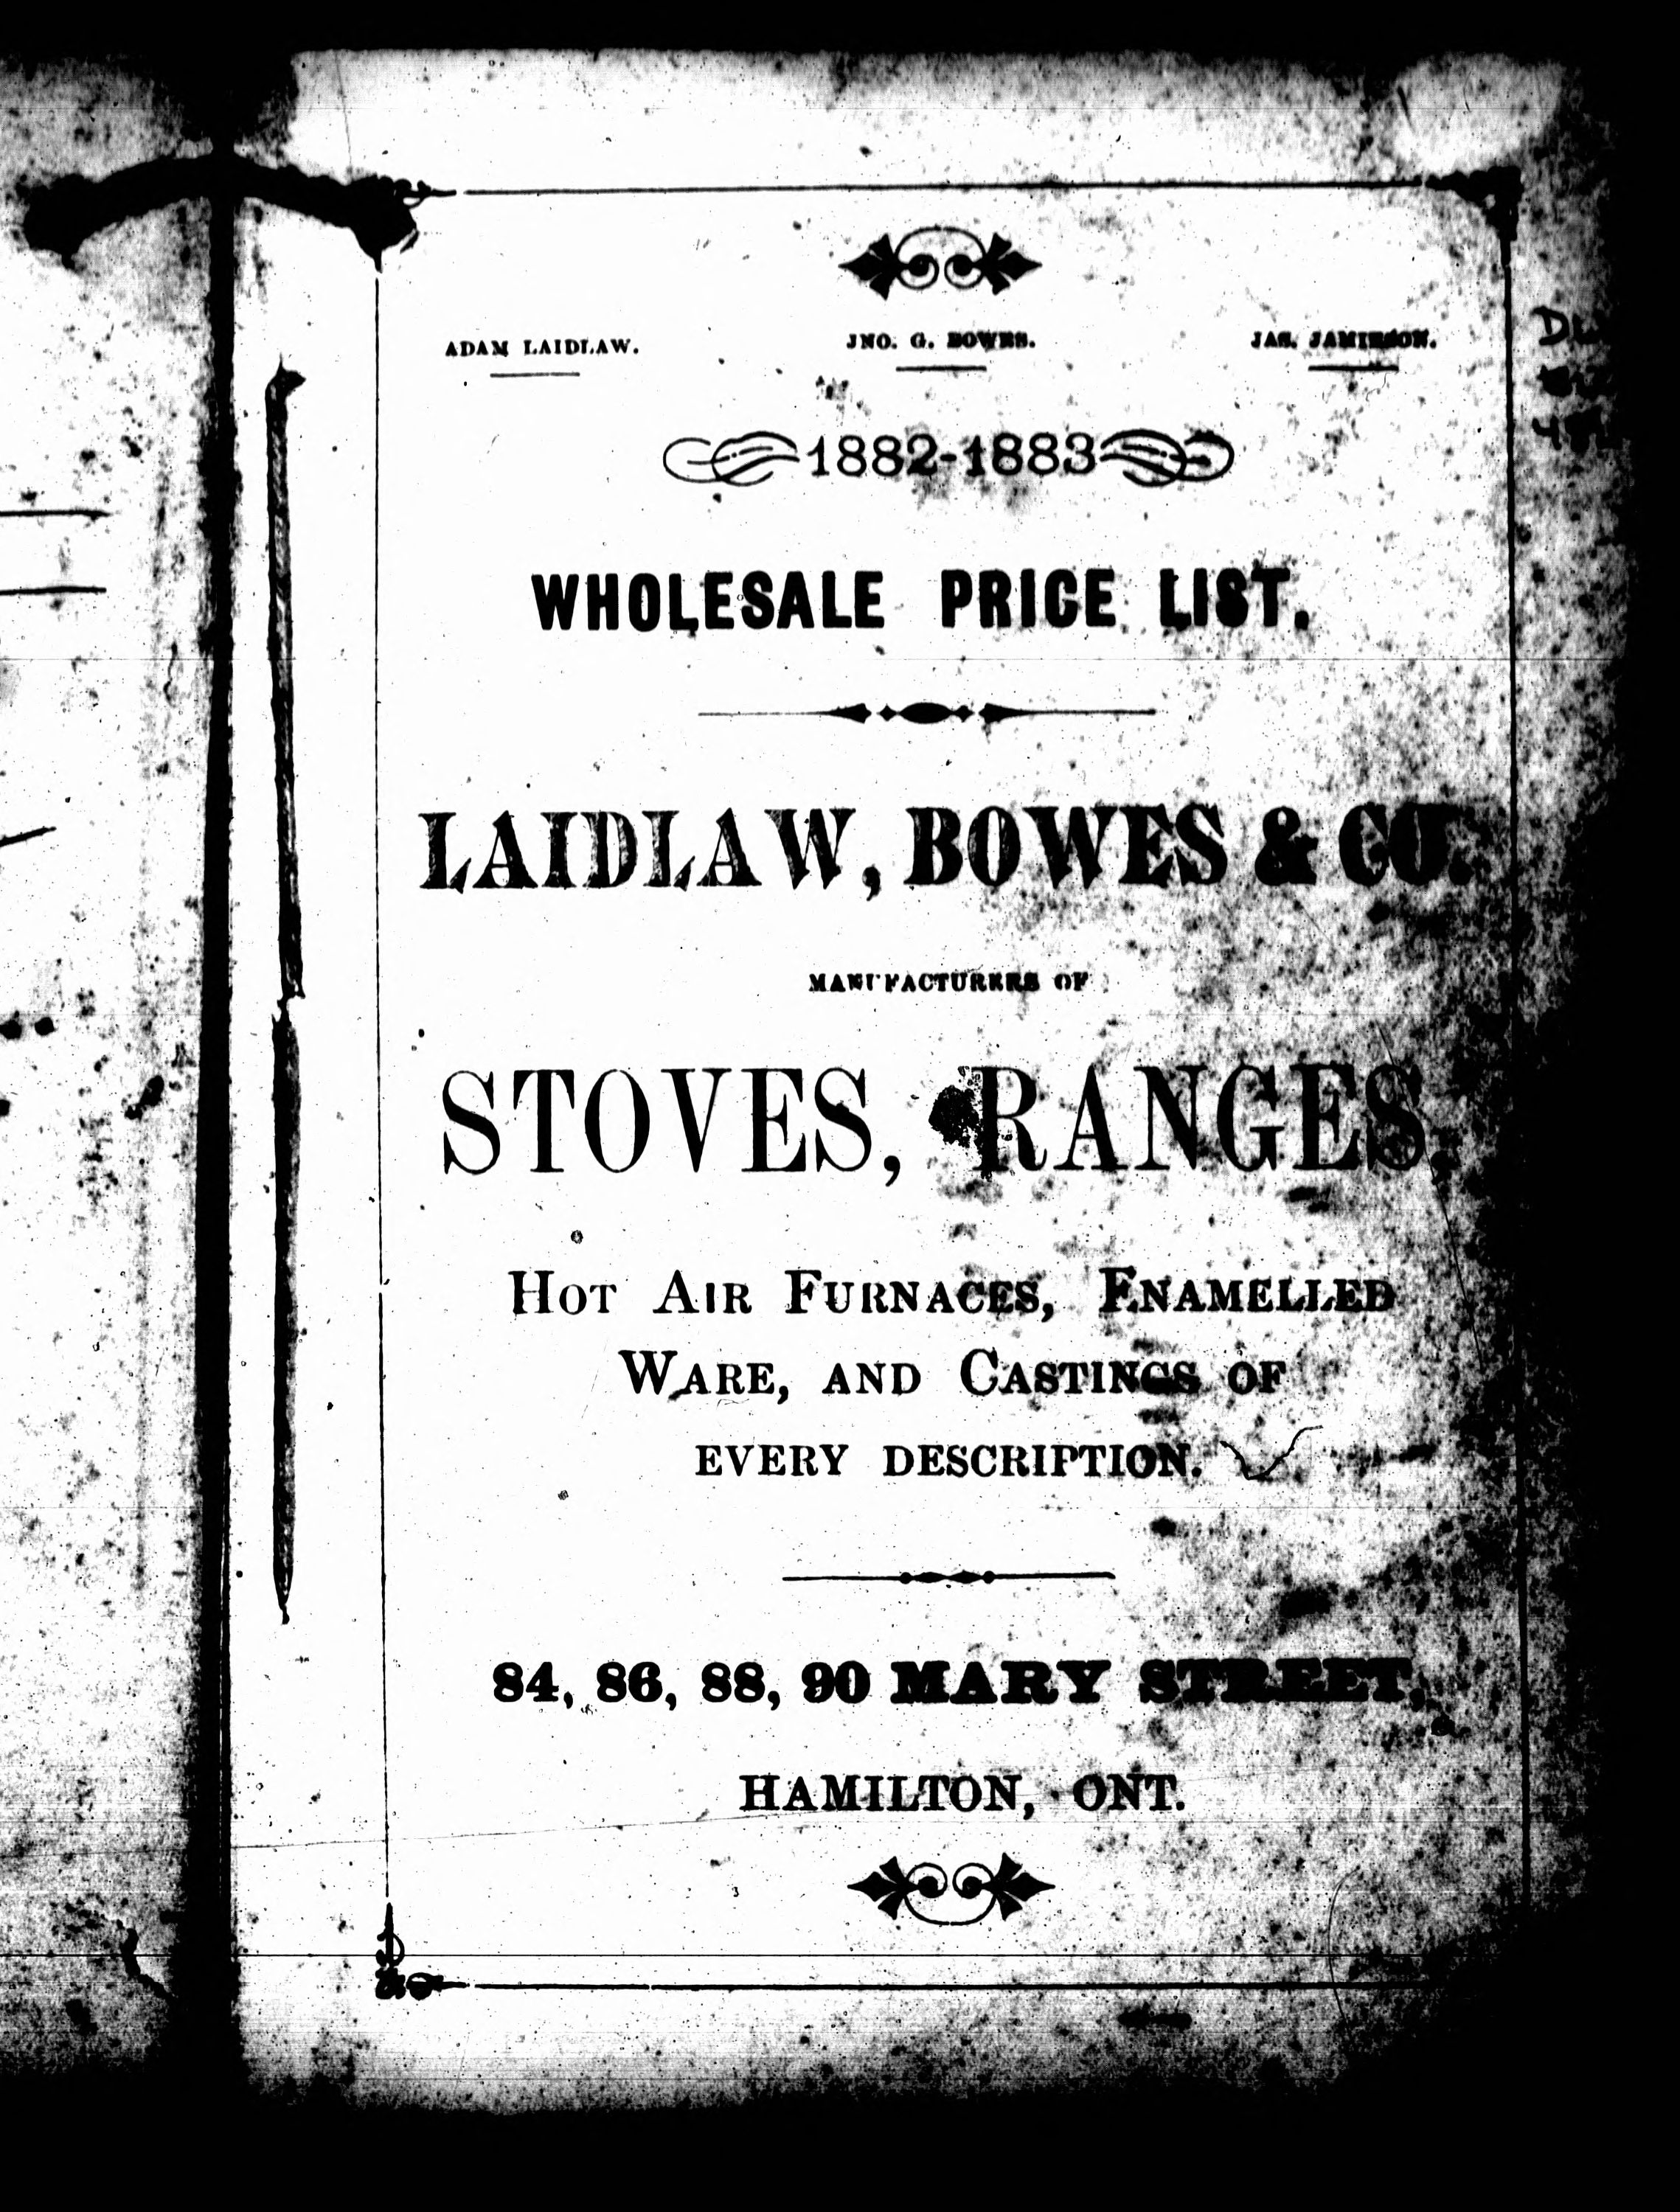 ADAM LAIDLAW. JNO. G. BOWES. JAS. JAMIESON.
1882-1883
WHOLESALE PRICE LIST.
LAIDLAW, BOWES & CO.
MANUFACTURERS OF
STOVES, RANGES,
HOT AIR FURNACES, ENAMELLED
WARE, AND CASTINGS OF
EVERY DESCRIPTION.
84, 86, 88, 90 MARY STREET,
HAMILTON, ONT.